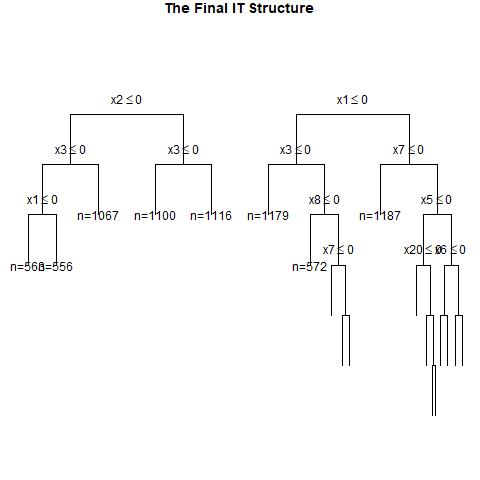 The Final IT Structure
x2 ≤ 0
x1 ≤ 0
x3 ≤ 0
x3 ≤ 0
x3 ≤ 0
x7 ≤ 0
x1 ≤ 0
n=1067
n=1100
n=1116
n=1179
x8 ≤ 0
n=1187
x5 ≤ 0
n=556
n=572
x7 ≤ 0
x20 ≤ 0
x6 ≤ 0